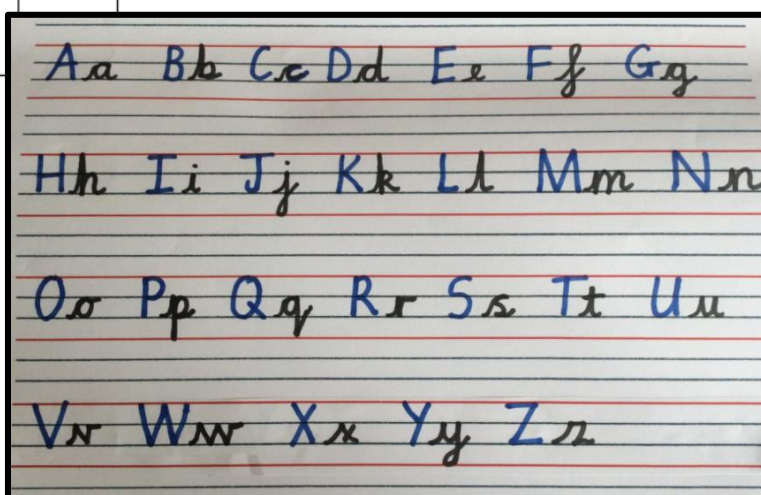 Aa Bb Cc Dd Ee Ff Gg
Hh Ii Jj Kk Ll Mm Nn
Oo Pp Qq Rr Ss Tt Uu
Vv Ww Xx Yy Zz